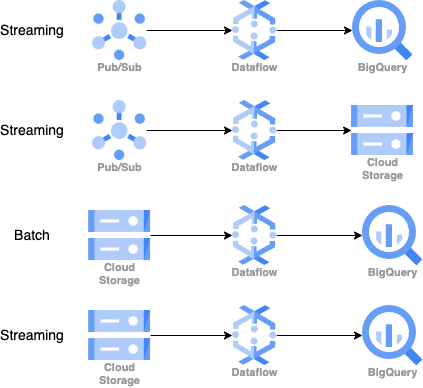 Streaming
Pub/Sub
Dataflow
BigQuery
Streaming
Pub/Sub
Dataflow
Cloud
Storage
Batch
Cloud
Storage
Dataflow
BigQuery
Streaming
Cloud
Storage
Dataflow
BigQuery